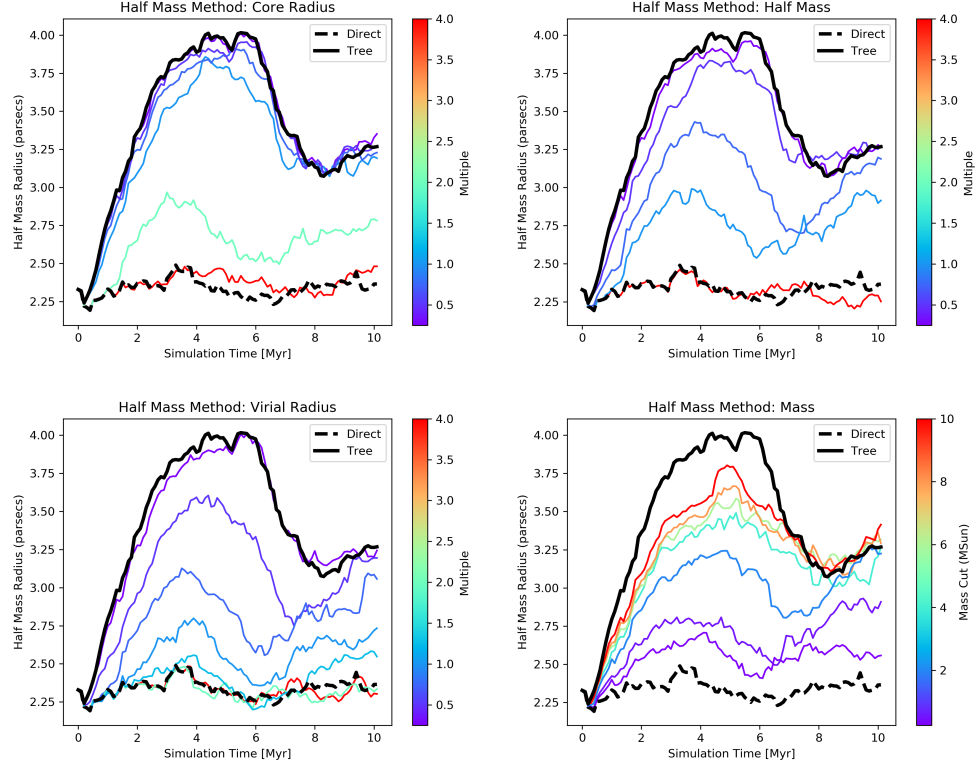 Half Mass Method: Core Radius
Half Mass Radius (parsecs)
4.00
3.75
3.50
3.25
3.00
2.75
2.50
2.25
0 2 4 6 8 10
Simulation Time [Myr]
Direct
Tree
4.0
3.5
3.0
2.5
2.0
1.5
1.0
0.5
Multiple
Half Mass Method: Half Mass
Half Mass Radius (parsecs)
4.00
3.75
3.50
3.25
3.00
2.75
2.50
2.25
0 2 4 6 8 10
Simulation Time [Myr]
Direct
Tree
4.0
3.5
3.0
2.5
2.0
1.5
1.0
0.5
Multiple
Half Mass Method: Virial Radius
Half Mass Radius (parsecs)
4.00
3.75
3.50
3.25
3.00
2.75
2.50
2.25
0 2 4 6 8 10
Simulation Time [Myr]
Direct
Tree
4.0
3.5
3.0
2.5
2.0
1.5
1.0
0.5
Multiple
Half Mass Method: Mass
Half Mass Radius (parsecs)
4.00
3.75
3.50
3.25
3.00
2.75
2.50
2.25
0 2 4 6 8 10
Simulation Time [Myr]
Direct
Tree
10
8
6
4
2
Mass Cut (MSun)